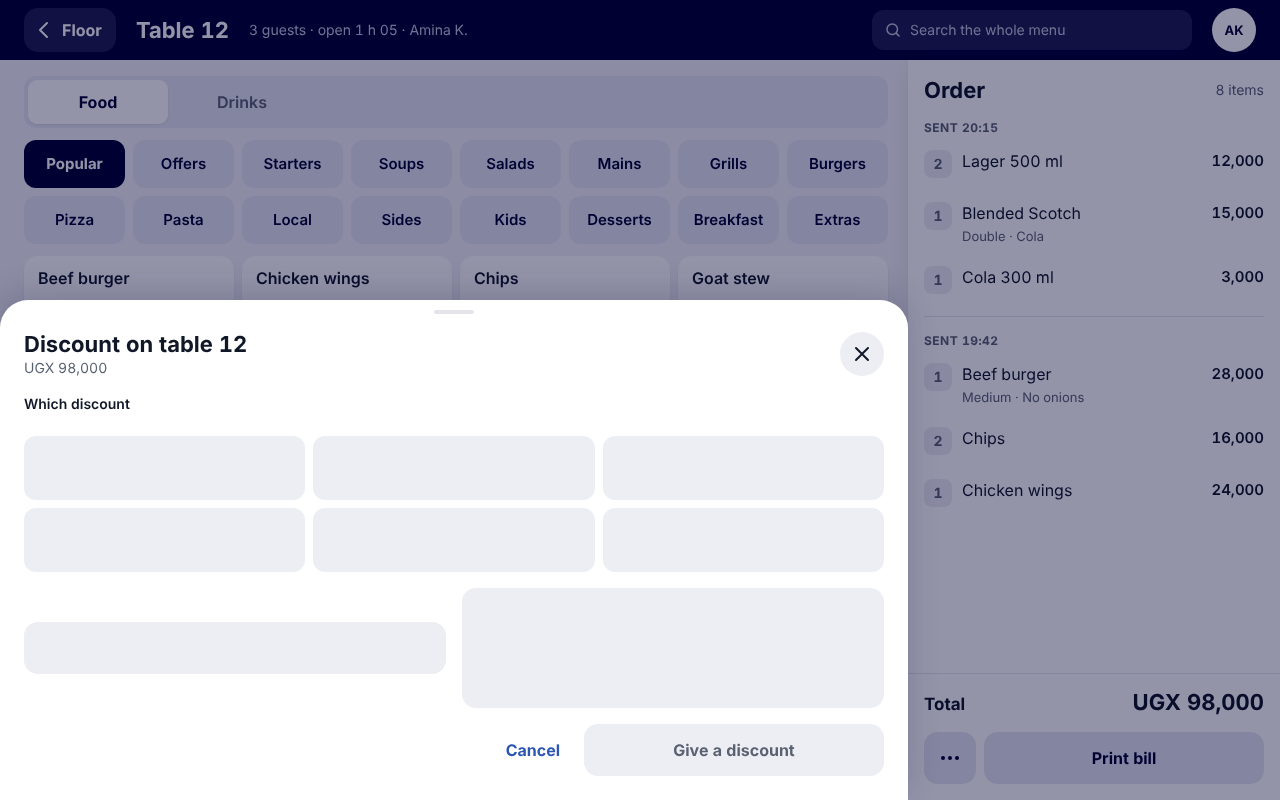 Floor
Table 12
3 guests · open 1 h 05 · Amina K.
Search the whole menu
AK
Food
Drinks
Popular
Offers
Starters
Soups
Salads
Mains
Grills
Burgers
Pizza
Pasta
Local
Sides
Kids
Desserts
Breakfast
Extras
Beef burger
Chicken wings
Chips
Goat stew
Discount on table 12
UGX 98,000
Which discount
Cancel
Give a discount
Order
8 items
SENT 20:15
2 Lager 500 ml 12,000
1 Blended Scotch 15,000
Double · Cola
1 Cola 300 ml 3,000
SENT 19:42
1 Beef burger 28,000
Medium · No onions
2 Chips 16,000
1 Chicken wings 24,000
Total UGX 98,000
Print bill